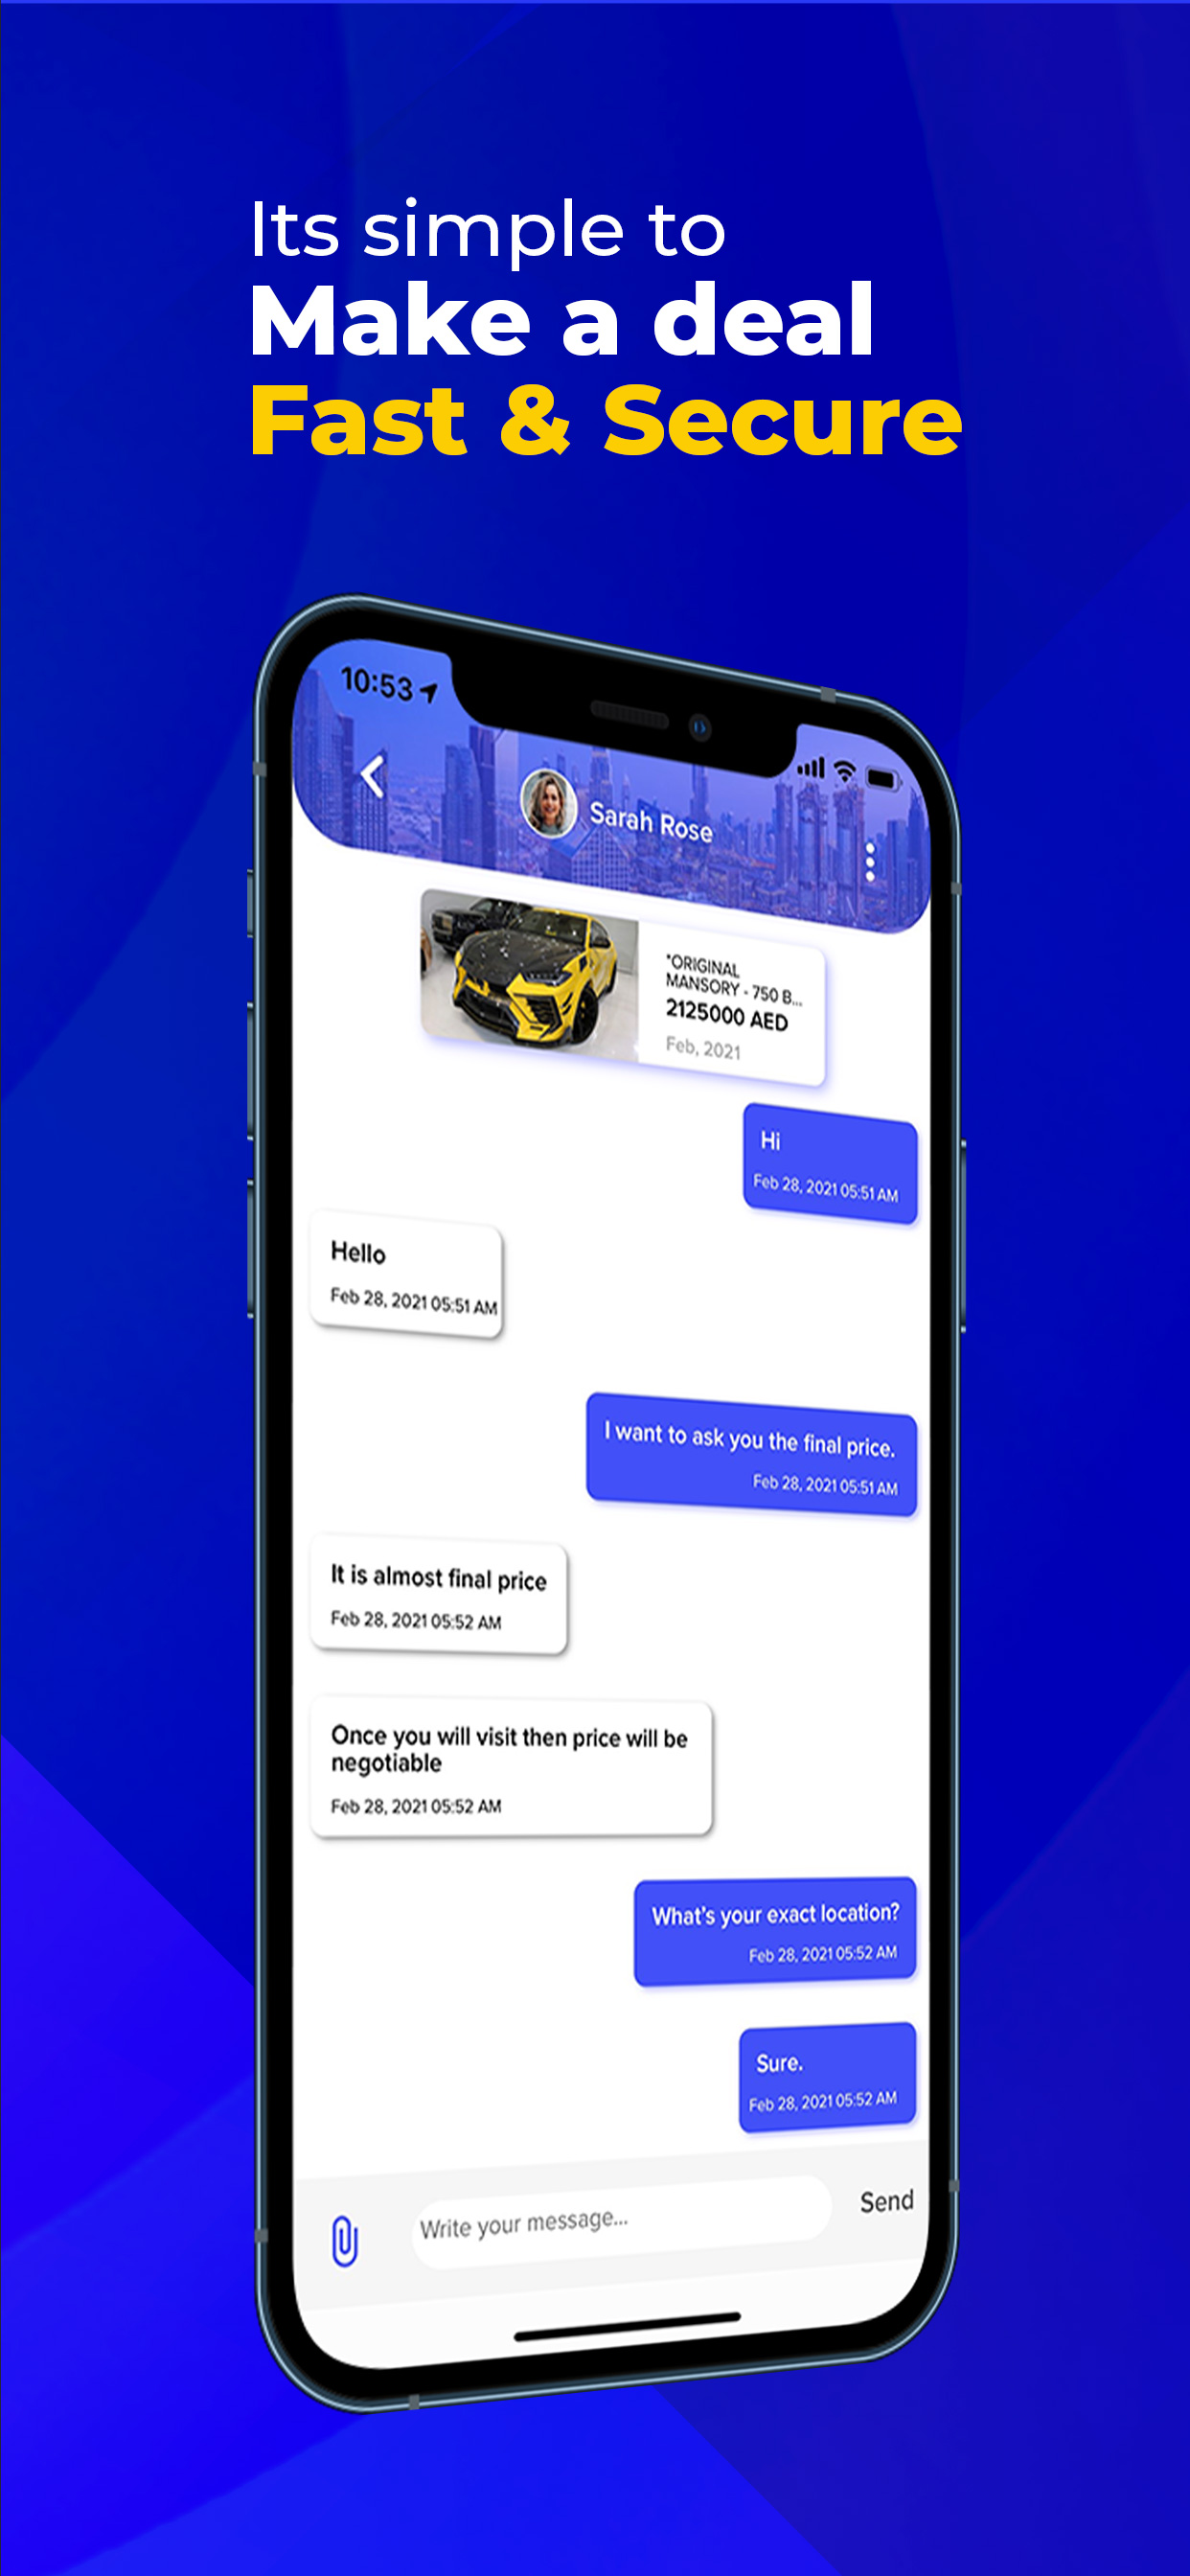 Its simple to
Make a deal
Fast & Secure
10:53
Sarah Rose
*ORIGINAL
MANSORY - 750 B...
2125000 AED
Feb, 2021
Hi
Feb 28, 2021 05:51 AM
Hello
Feb 28, 2021 05:51 AM
I want to ask you the final price.
Feb 28, 2021 05:51 AM
It is almost final price
Feb 28, 2021 05:52 AM
Once you will visit then price will be
negotiable
Feb 28, 2021 05:52 AM
What's your exact location?
Feb 28, 2021 05:52 AM
Sure.
Feb 28, 2021 05:52 AM
Write your message...
Send